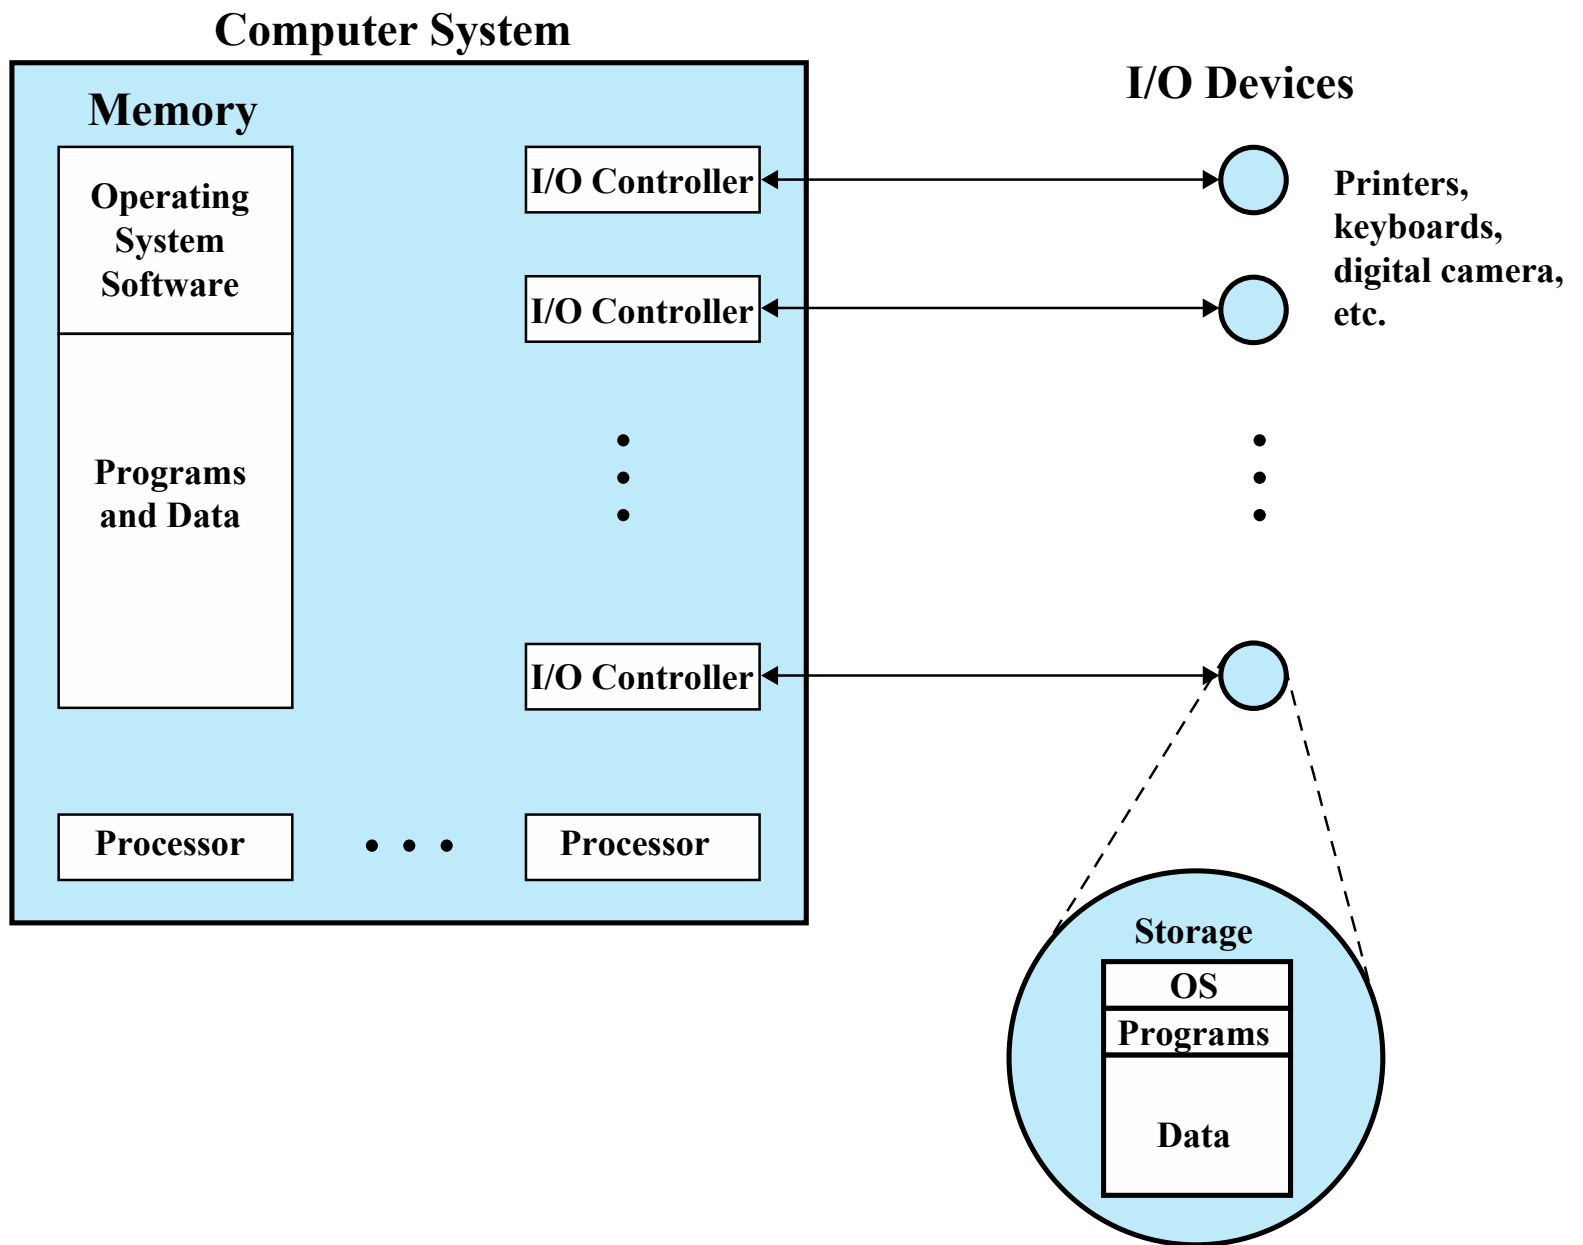 Computer System
Memory
Operating
System
Software
Programs
and Data
I/O Controller
I/O Controller
I/O Controller
Processor
Processor
I/O Devices
Printers,
keyboards,
digital camera,
etc.
Storage
OS
Programs
Data